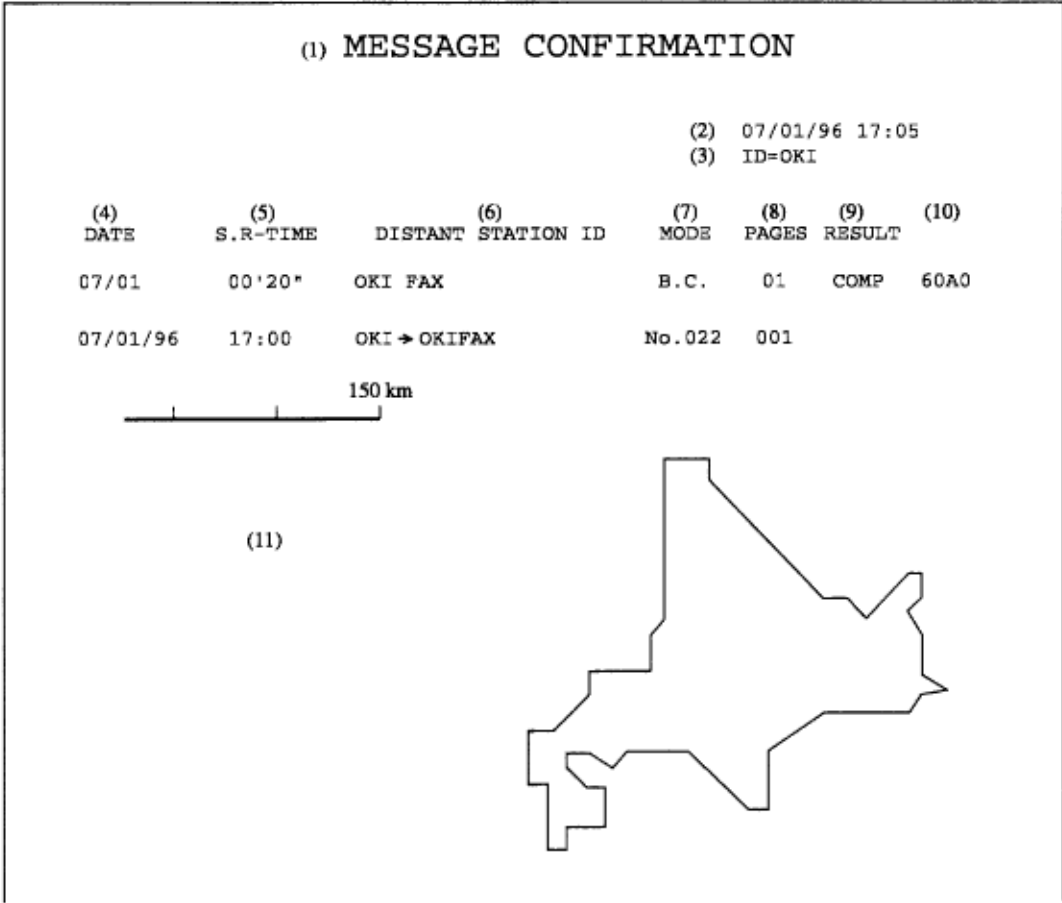 (1) MESSAGE CONFIRMATION
(2) 07/01/96 17:05
(3) ID=OKI
(4) (5) (6) (7) (8) (9) (10)
DATE S.R-TIME DISTANT STATION ID MODE PAGES RESULT
07/01 00'20" OKI FAX B.C. 01 COMP 60A0
07/01/96 17:00 OKI→OKIFAX No.022 001
150 km
(11)